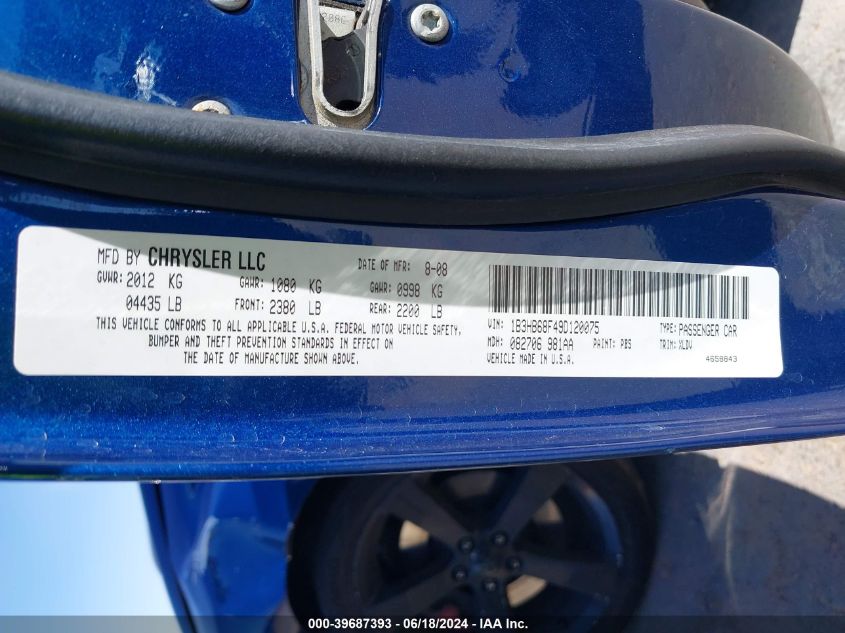 MFD BY CHRYSLER LLC
DATE OF MFR: 8-08
GVWR: 2012 KG
GAWR: 1080 KG
GAWR: 0998 KG
04435 LB
FRONT: 2380 LB
REAR: 2200 LB
THIS VEHICLE CONFORMS TO ALL APPLICABLE U.S.A. FEDERAL MOTOR VEHICLE SAFETY,
BUMPER AND THEFT PREVENTION STANDARDS IN EFFECT ON
THE DATE OF MANUFACTURE SHOWN ABOVE.
VIN: 1B3HB68F49D120075
TYPE: PASSENGER CAR
MDH: 082706 981AA
PAINT: PBS
TRIM: XLDV
VEHICLE MADE IN U.S.A.
4658843
000-39687393 - 06/18/2024 - IAA Inc.